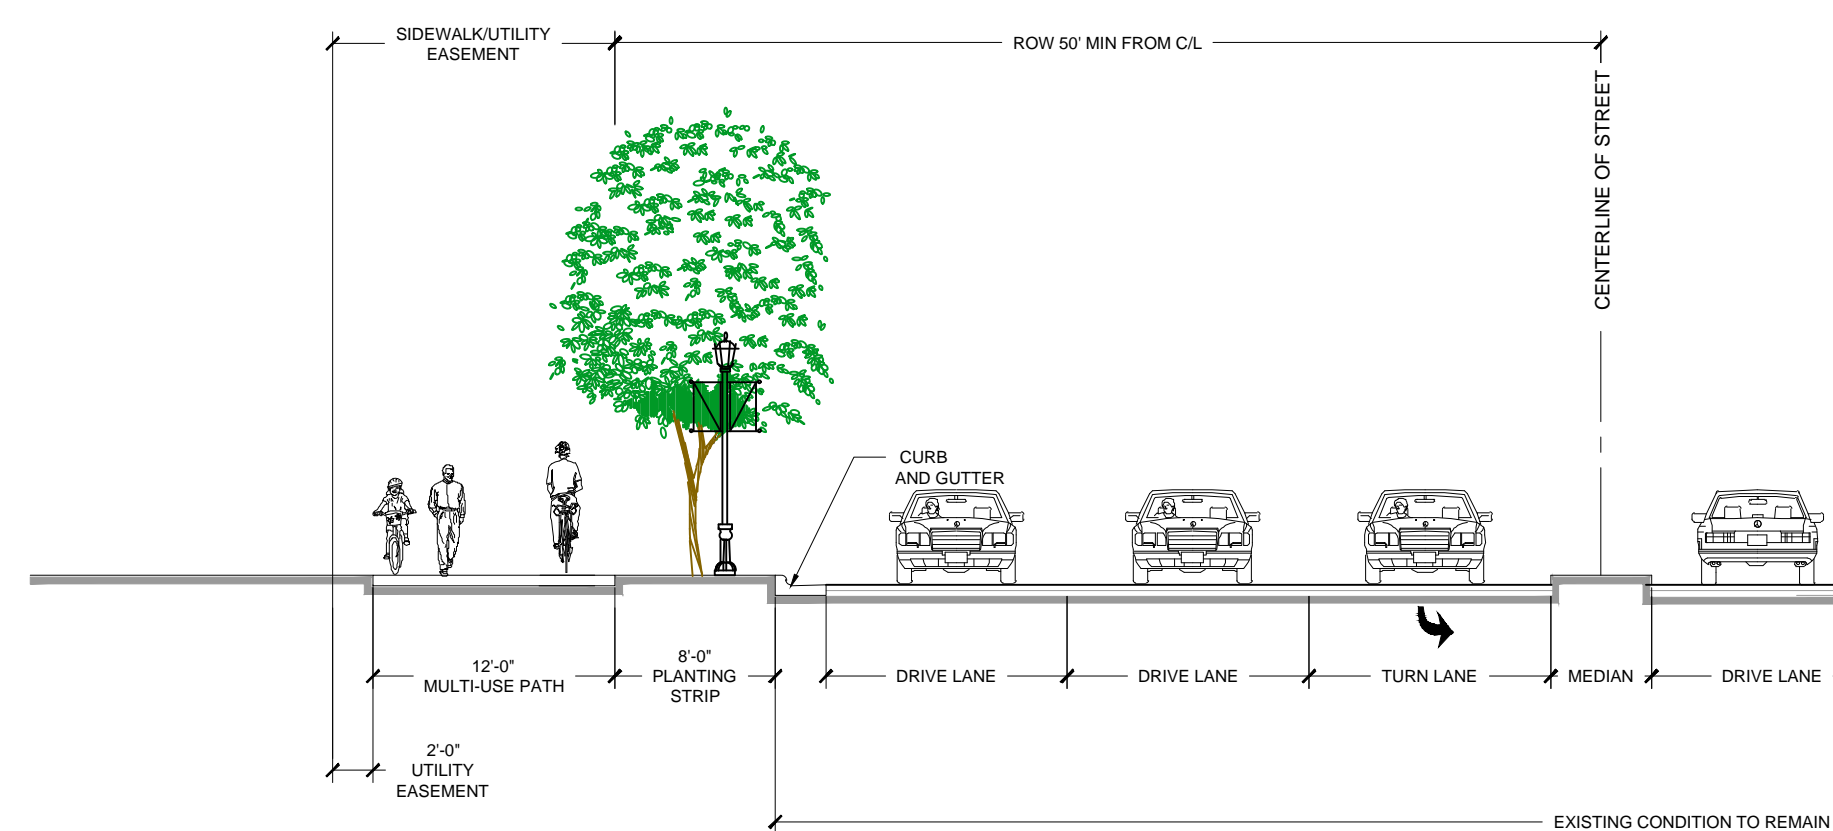 SIDEWALK/UTILITY
EASEMENT
ROW 50' MIN FROM C/L
CENTERLINE OF STREET
CURB
AND GUTTER
12'-0"
MULTI-USE PATH
8'-0"
PLANTING
STRIP
DRIVE LANE
DRIVE LANE
TURN LANE
MEDIAN
DRIVE LANE
2'-0"
UTILITY
EASEMENT
EXISTING CONDITION TO REMAIN